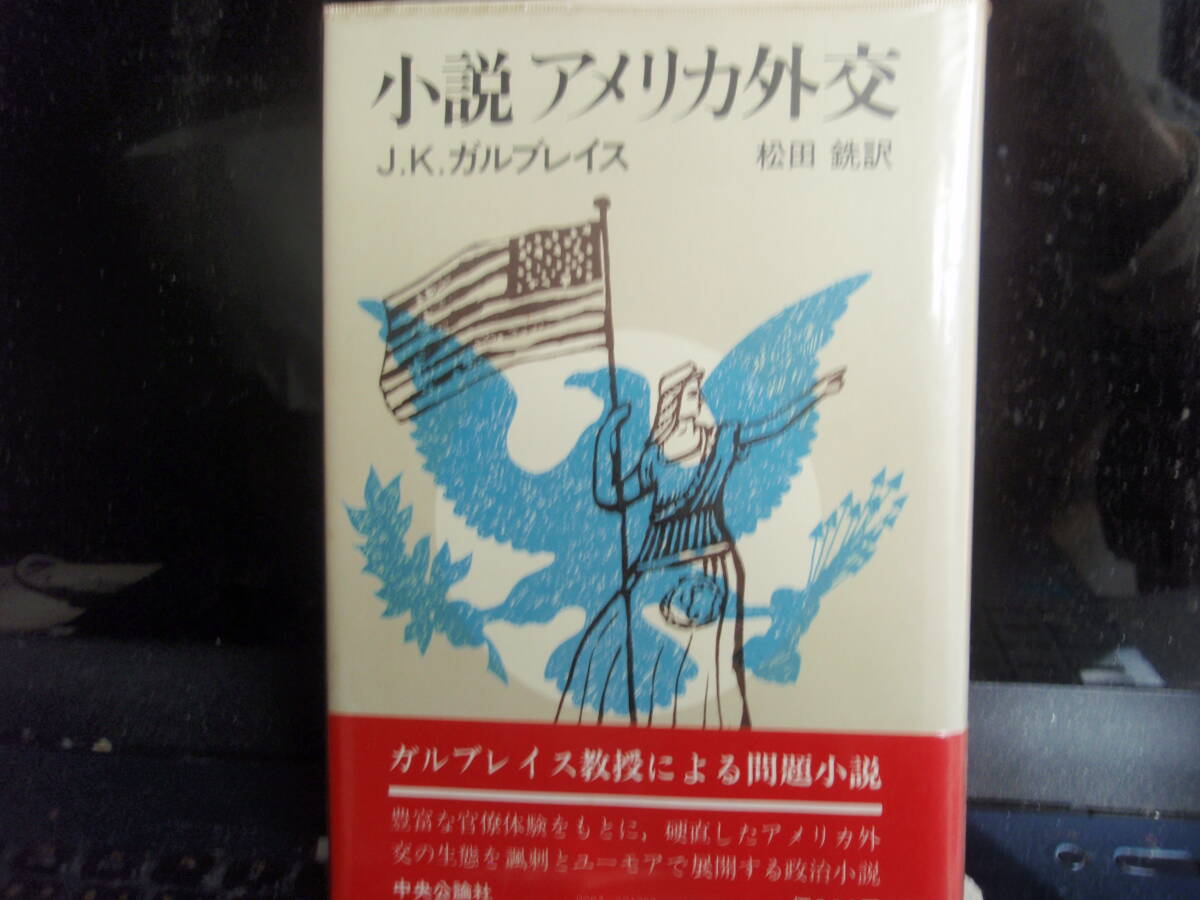 小説 アメリカ外交
J.K.ガルブレイス 松田 銑訳
ガルブレイス教授による問題小説
豊富な官僚体験をもとに，硬直したアメリカ外
交の生態を諷刺とユーモアで展開する政治小説
中央公論社